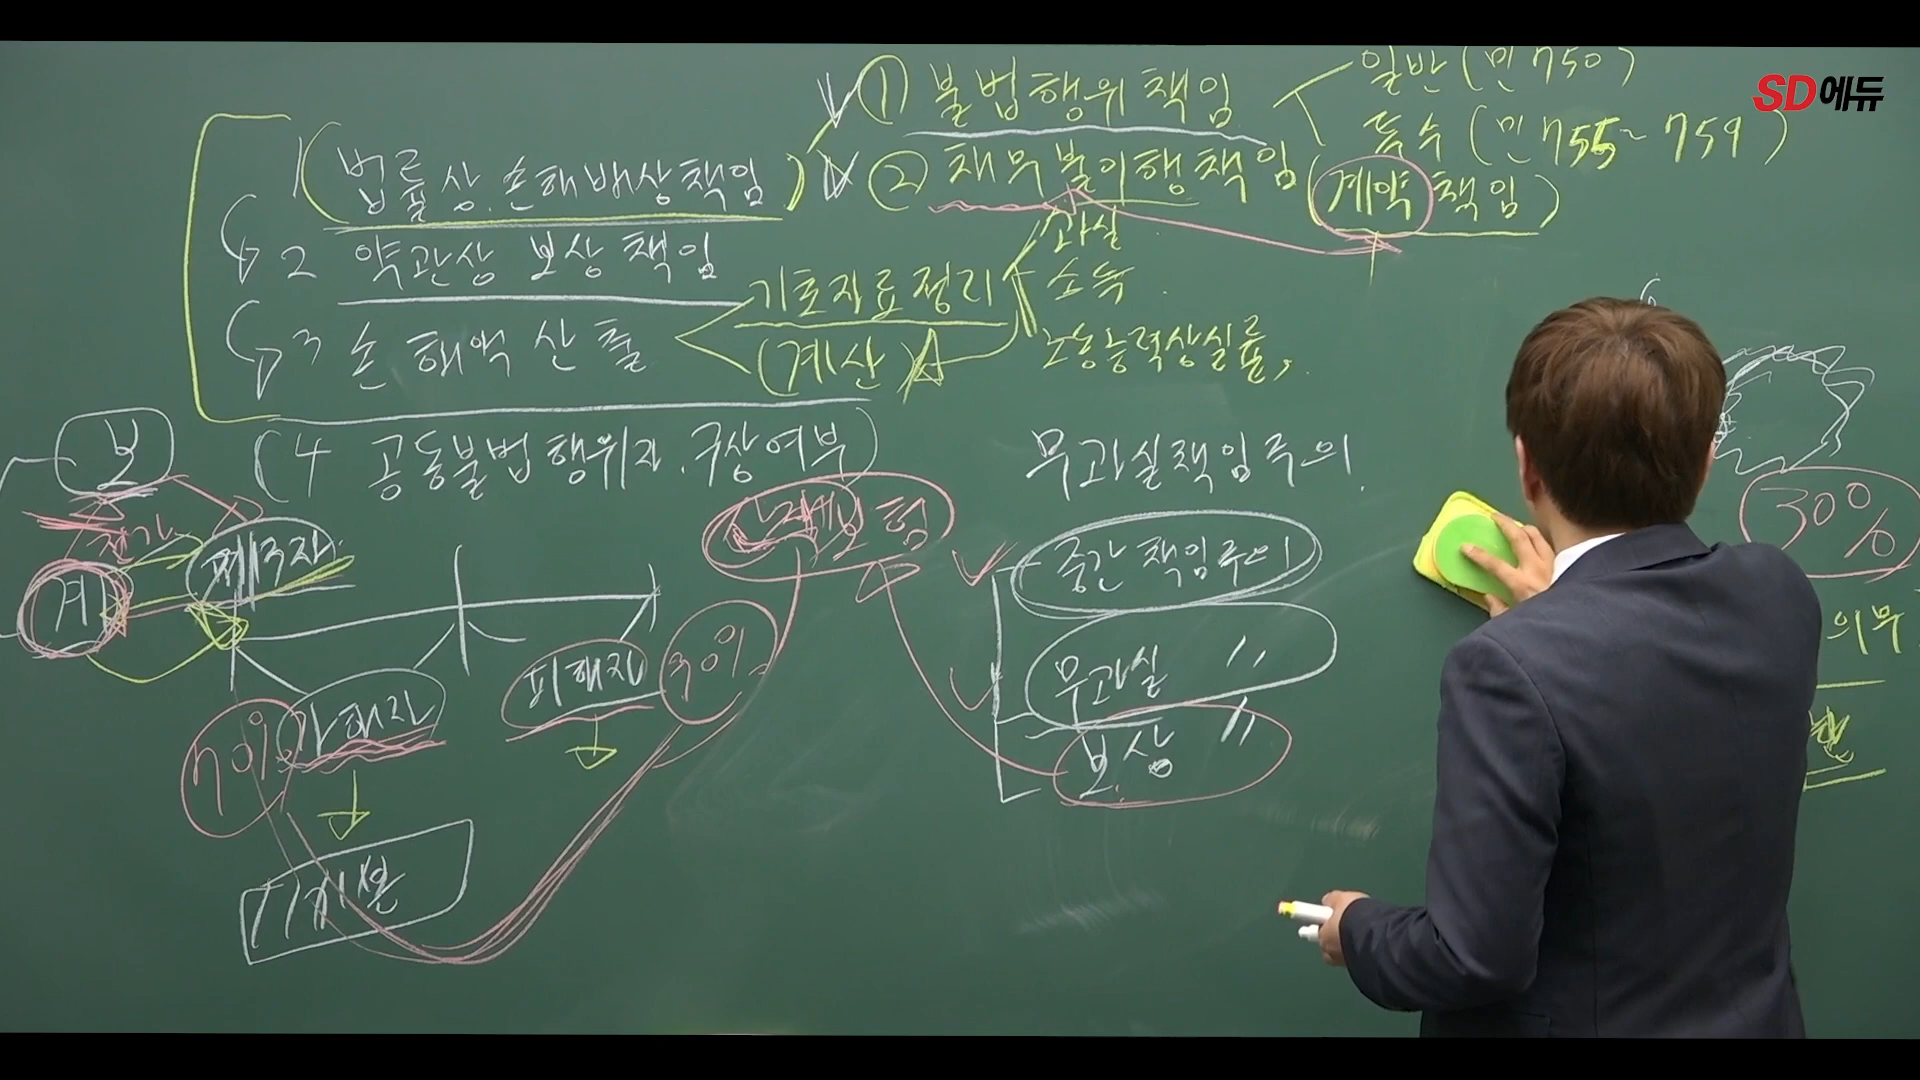 SD에듀
① 불법행위책임
일반 (민 750)
특수 (민 755~759)
1 (법률상 손해배상책임)
② 채무불이행책임 (계약책임)
2 약관상 보상책임
과실
소득
노동능력상실률,
3 손해액 산출
기초자료정리
(계산)
(4 공동불법행위자.구상여부)
무과실책임주의.
보
계
제3자
가해자
피해자
70%
30%
보험
중간책임주의
무과실 〃
보상 〃
30%
의무